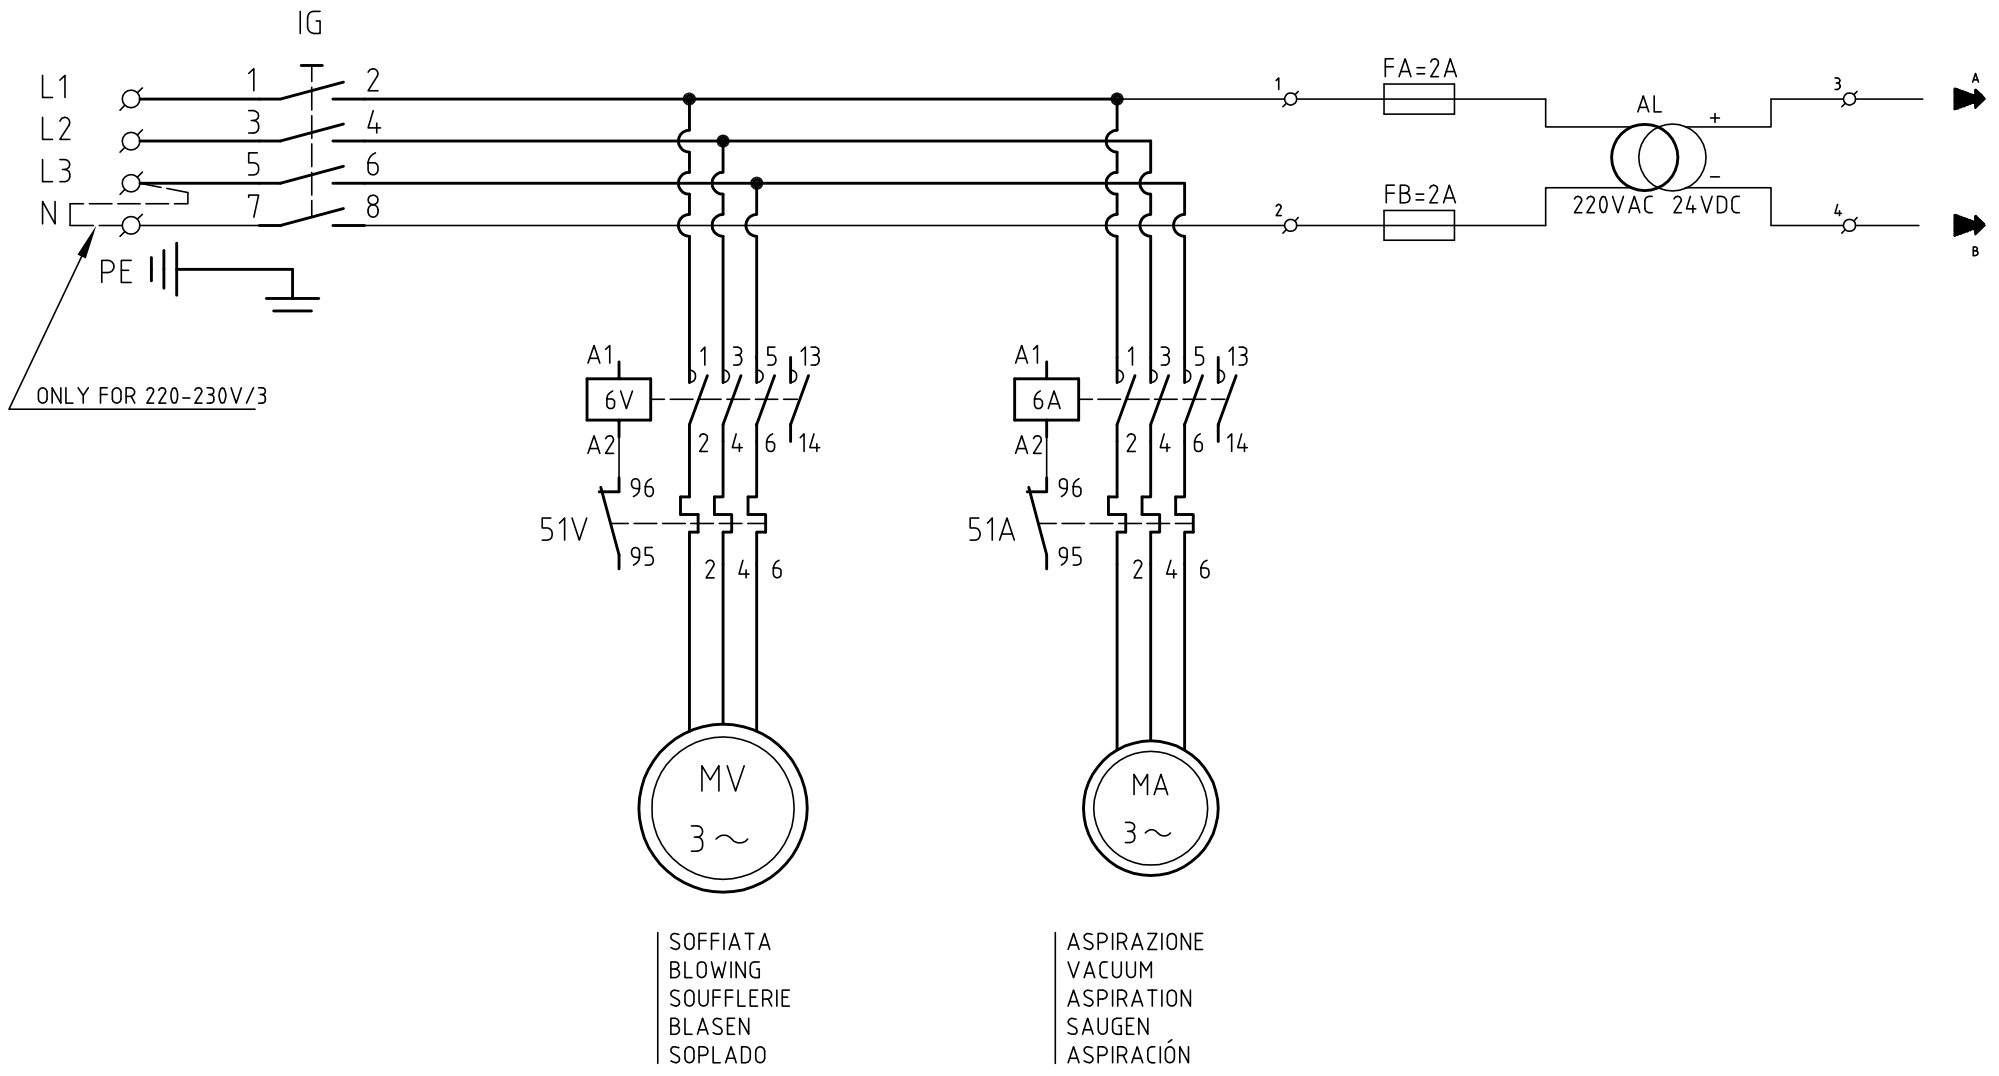 IG
L1 1 2 1 FA=2A 3 A
L2 3 4 AL +
L3 5 6 −
N 7 8 2 FB=2A 220VAC 24VDC 4 B
PE
ONLY FOR 220-230V/3
A1 1 3 5 13 A1 1 3 5 13
6V 6A
A2 2 4 6 14 A2 2 4 6 14
96 96
51V 51A
95 95
2 4 6 2 4 6
MV MA
3~ 3~
SOFFIATA
BLOWING
SOUFFLERIE
BLASEN
SOPLADO
ASPIRAZIONE
VACUUM
ASPIRATION
SAUGEN
ASPIRACIÓN